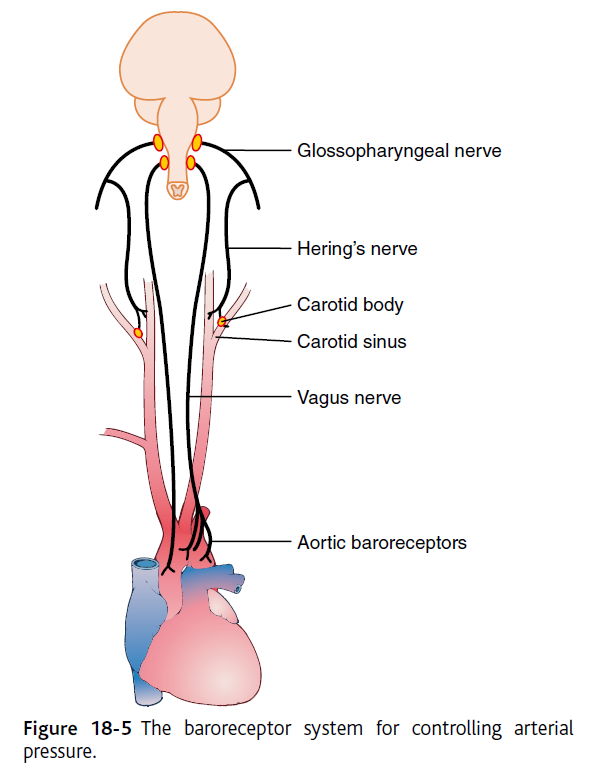 Glossopharyngeal nerve
Hering's nerve
Carotid body
Carotid sinus
Vagus nerve
Aortic baroreceptors
Figure 18-5 The baroreceptor system for controlling arterial
pressure.